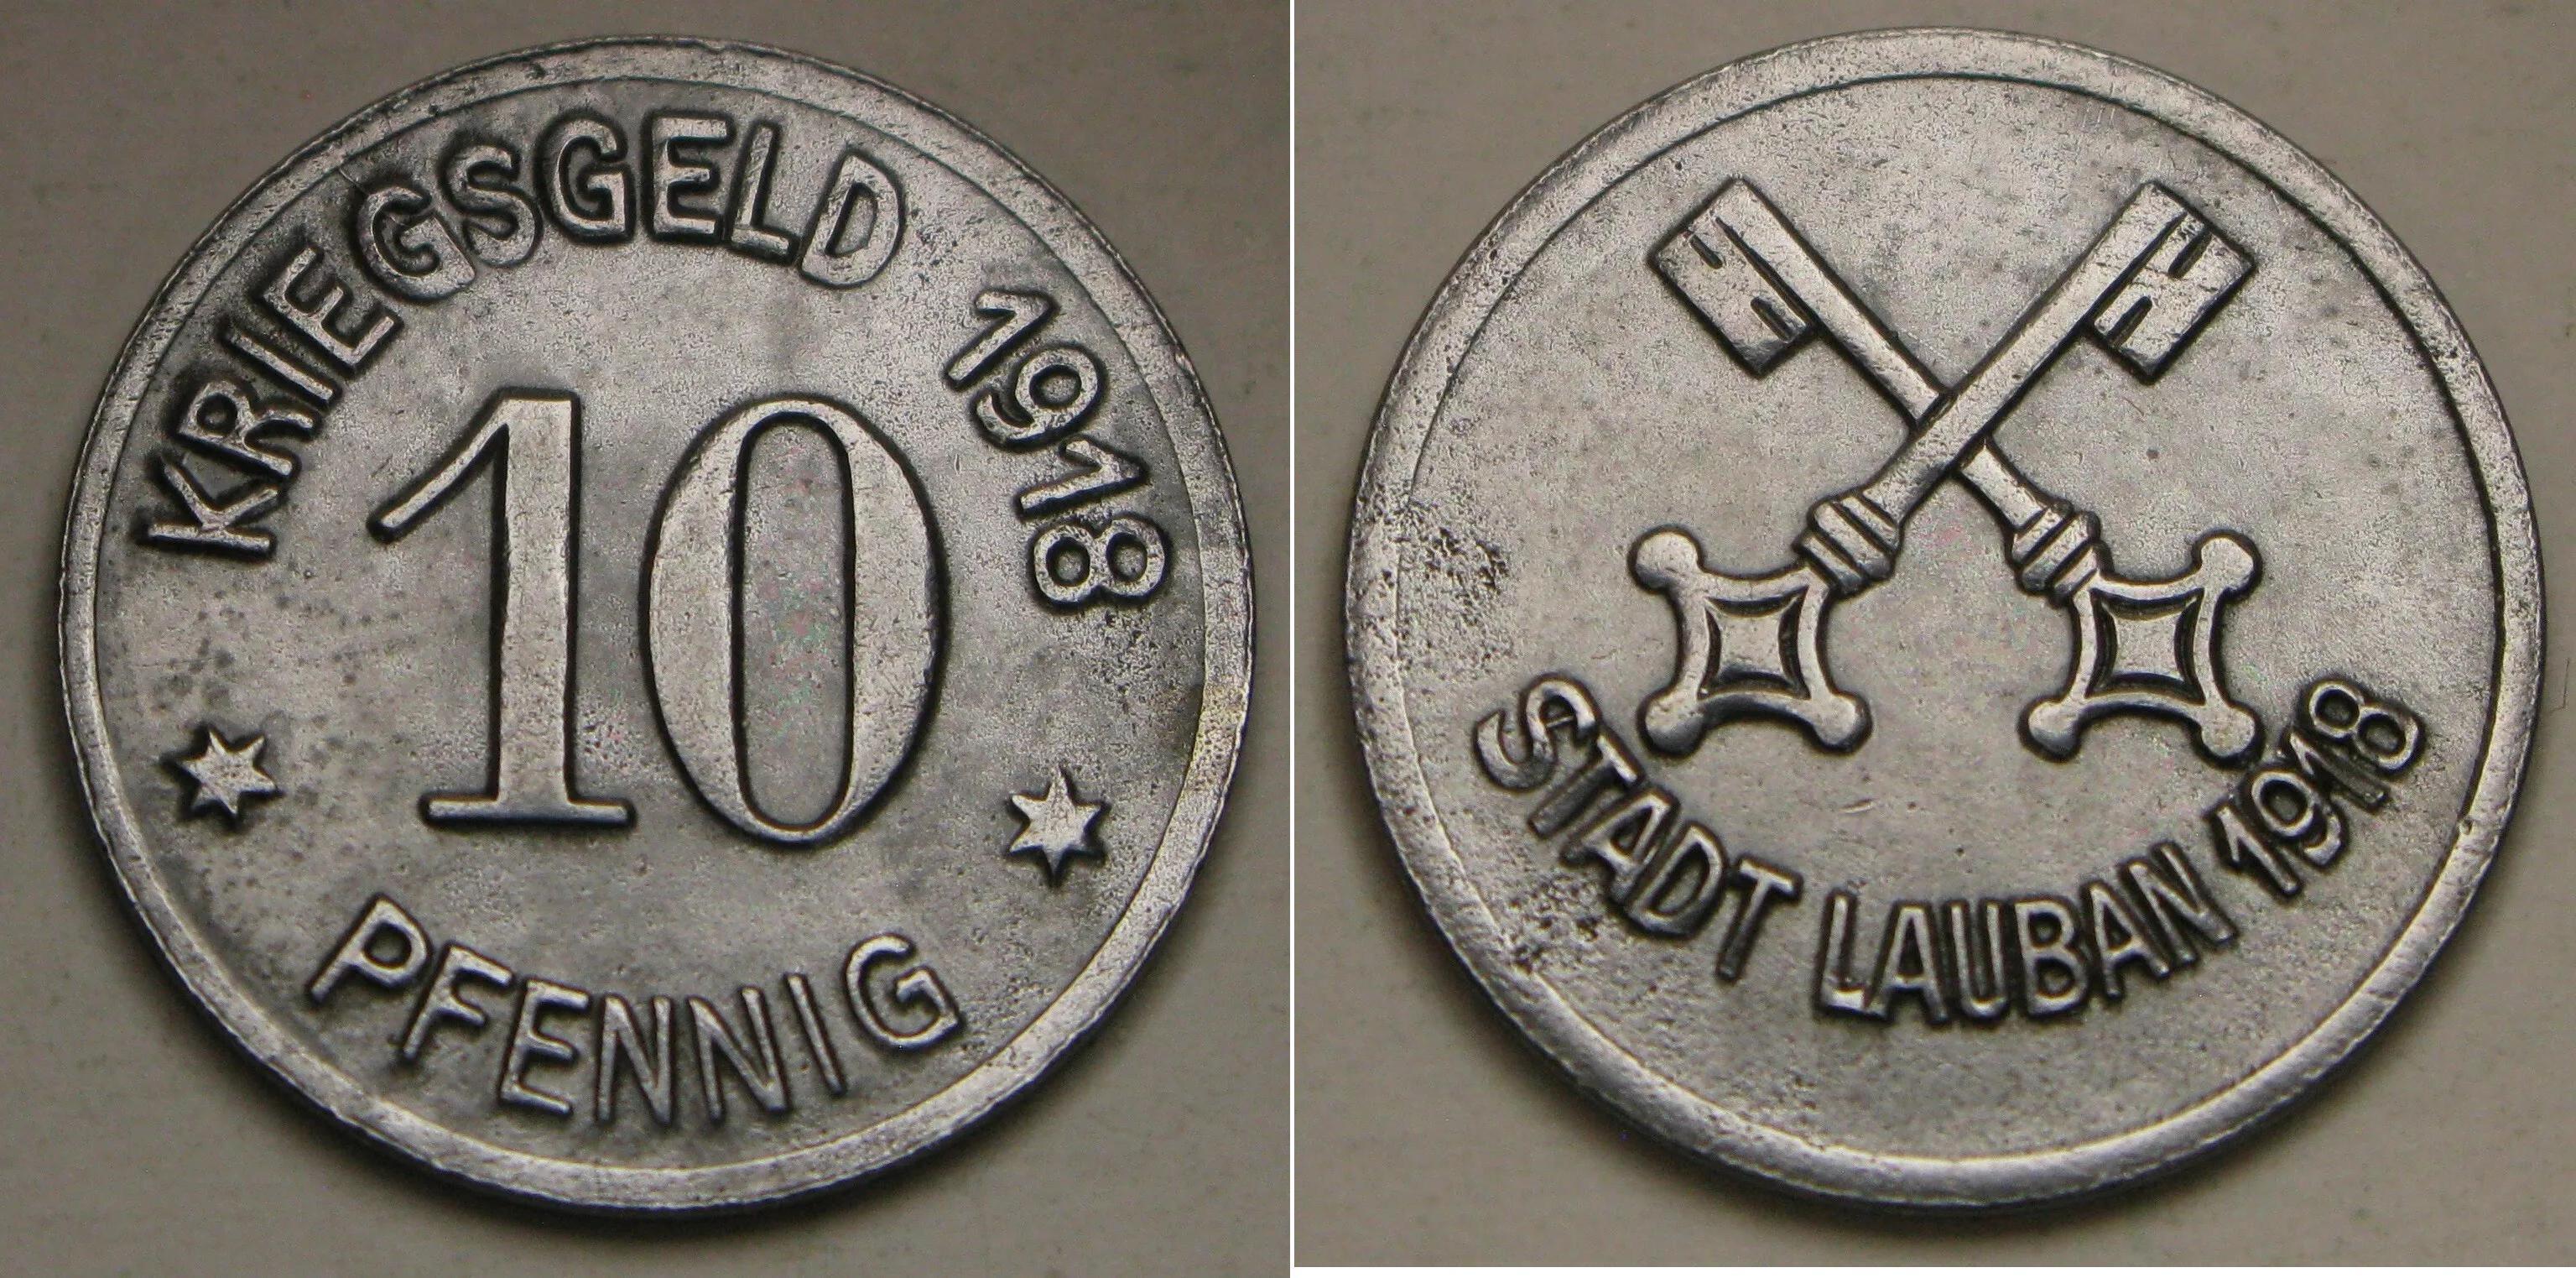 KRIEGSGELD 1918
10
PFENNIG
STADT LAUBAN 1918